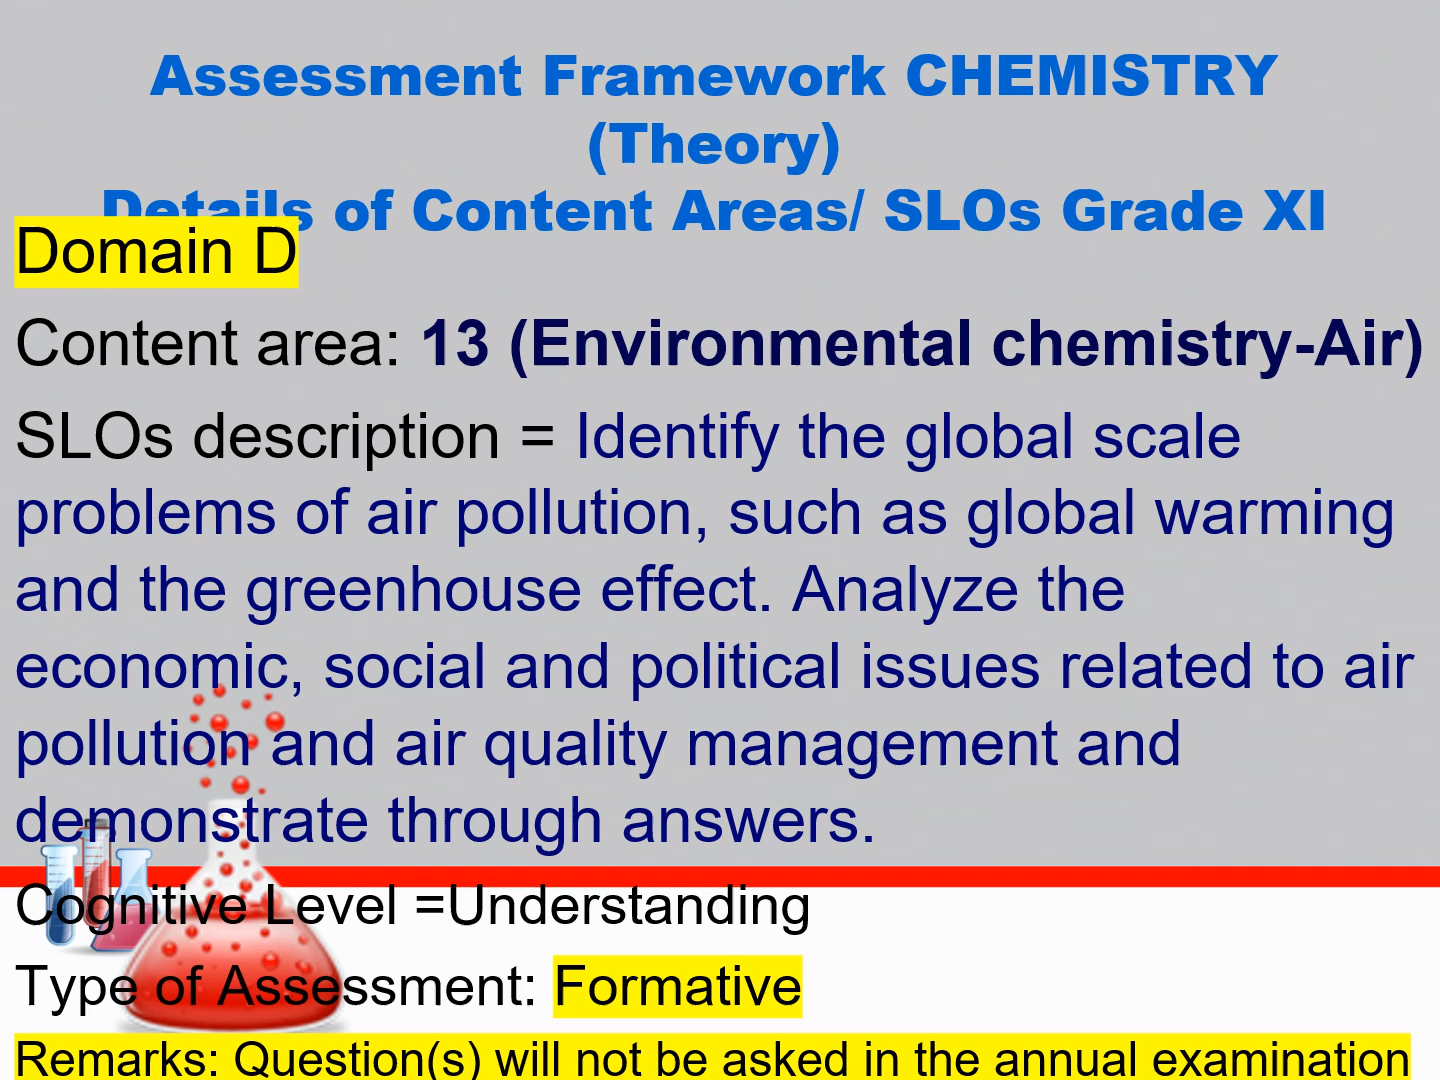 Assessment Framework CHEMISTRY
(Theory)
Details of Content Areas/ SLOs Grade XI
Domain D
Content area: 13 (Environmental chemistry-Air)
SLOs description = Identify the global scale
problems of air pollution, such as global warming
and the greenhouse effect. Analyze the
economic, social and political issues related to air
pollution and air quality management and
demonstrate through answers.
Cognitive Level =Understanding
Type of Assessment: Formative
Remarks: Question(s) will not be asked in the annual examination